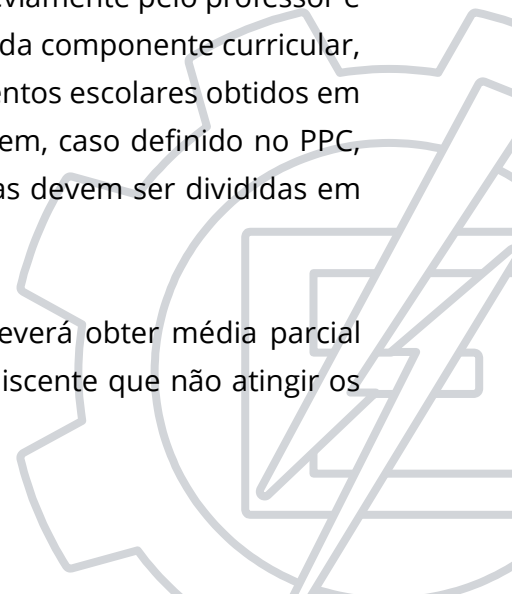 eviamente pelo professor e
da componente curricular,
entos escolares obtidos em
em, caso definido no PPC,
as devem ser divididas em
everá obter média parcial
iscente que não atingir os